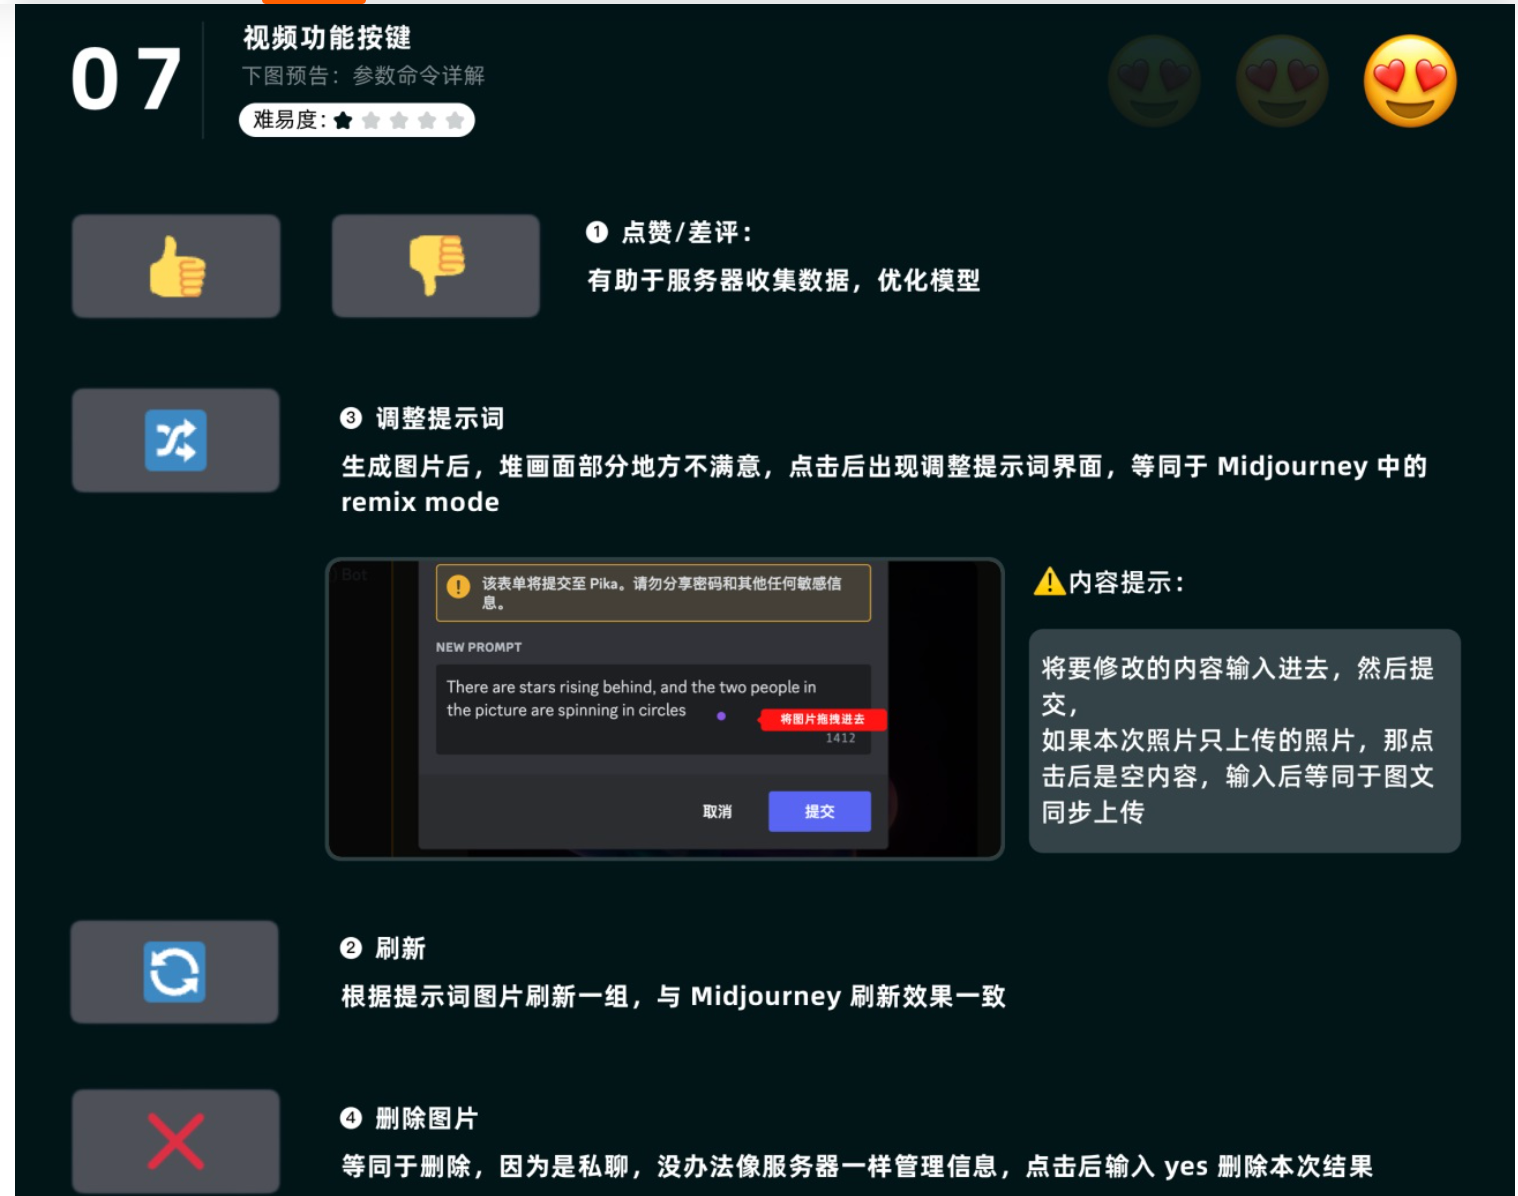 07
视频功能按键
下图预告：参数命令详解
难易度：
❶ 点赞/差评：
有助于服务器收集数据，优化模型
❸ 调整提示词
生成图片后，堆画面部分地方不满意，点击后出现调整提示词界面，等同于 Midjourney 中的
remix mode
Bot
该表单将提交至 Pika。请勿分享密码和其他任何敏感信
息。
NEW PROMPT
There are stars rising behind, and the two people in
the picture are spinning in circles
将图片拖拽进去
1412
取消
提交
内容提示：
将要修改的内容输入进去，然后提
交，
如果本次照片只上传的照片，那点
击后是空内容，输入后等同于图文
同步上传
❷ 刷新
根据提示词图片刷新一组，与 Midjourney 刷新效果一致
❹ 删除图片
等同于删除，因为是私聊，没办法像服务器一样管理信息，点击后输入 yes 删除本次结果